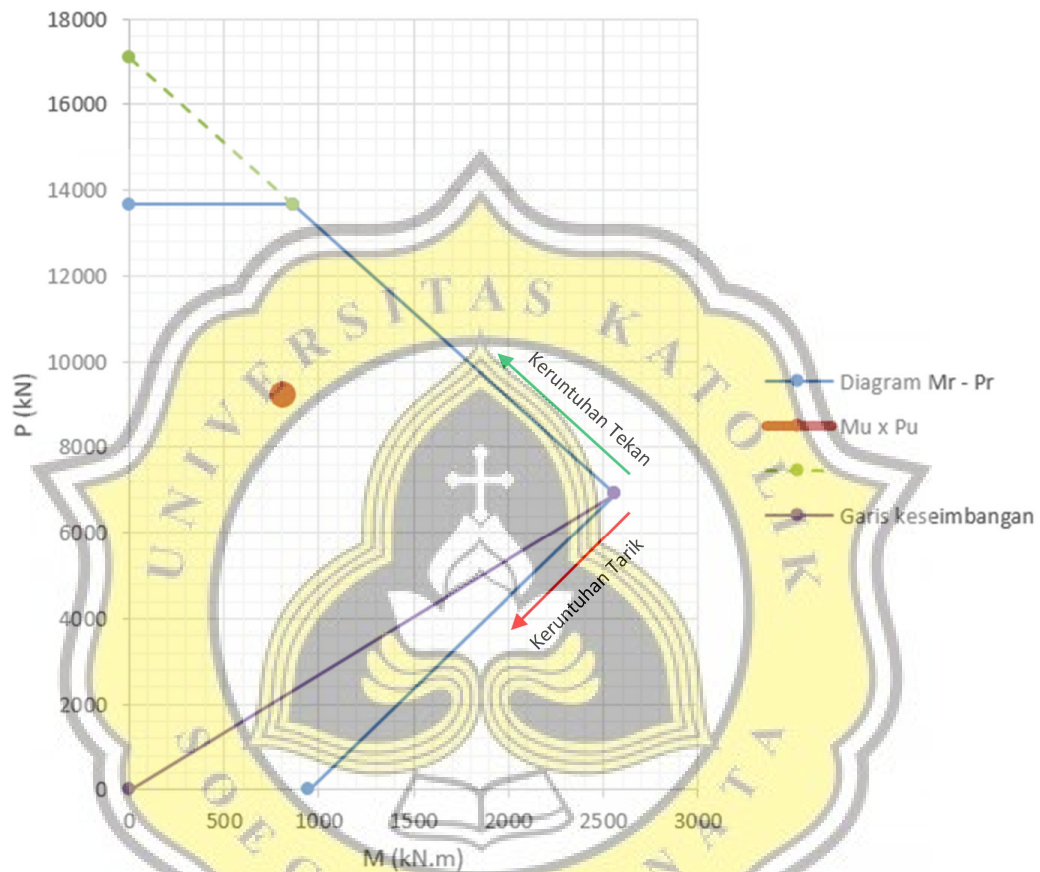 18000
16000
14000
12000
10000
8000
6000
4000
2000
0
P (kN)
0 500 1000 1500 2000 2500 3000
M (kN.m)
Keruntuhan Tekan
Keruntuhan Tarik
Diagram Mr - Pr
Mu x Pu
Garis keseimbangan
UNIVERSITAS KATOLIK